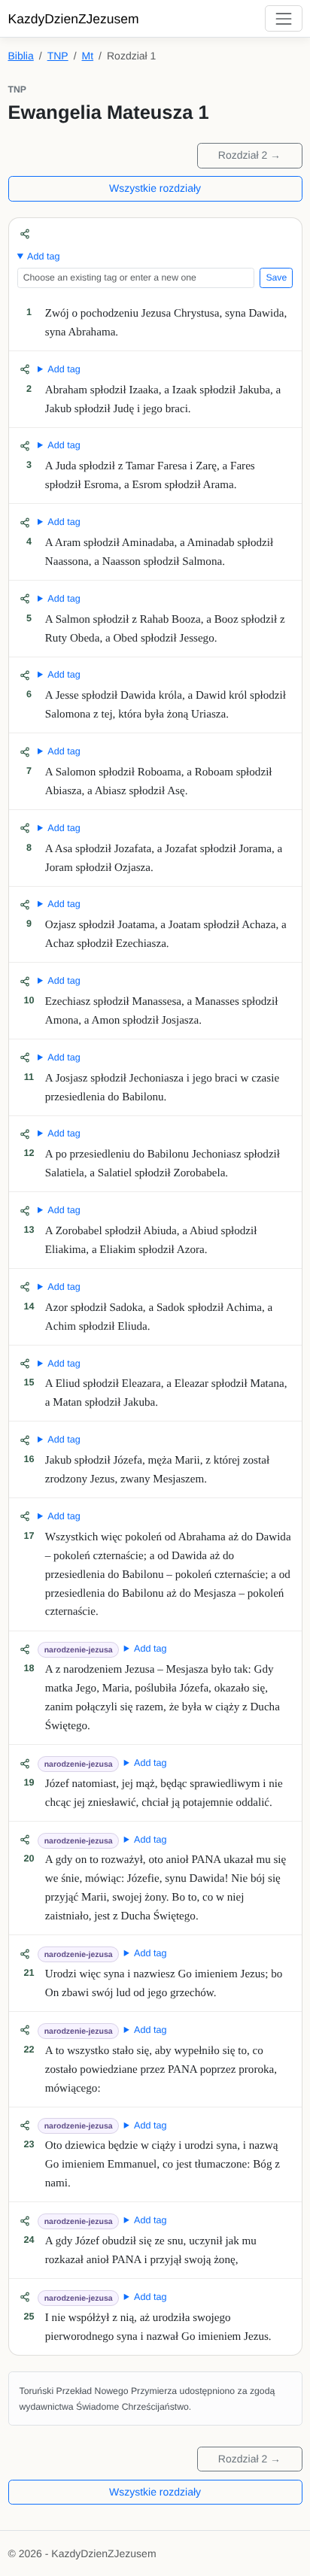 KazdyDzienZJezusem
Biblia / TNP / Mt / Rozdział 1
TNP
Ewangelia Mateusza 1
Rozdział 2 →
Wszystkie rozdziały
▼ Add tag
Choose an existing tag or enter a new one Save
1 Zwój o pochodzeniu Jezusa Chrystusa, syna Dawida,
syna Abrahama.
▶ Add tag
2 Abraham spłodził Izaaka, a Izaak spłodził Jakuba, a
Jakub spłodził Judę i jego braci.
▶ Add tag
3 A Juda spłodził z Tamar Faresa i Zarę, a Fares
spłodził Esroma, a Esrom spłodził Arama.
▶ Add tag
4 A Aram spłodził Aminadaba, a Aminadab spłodził
Naassona, a Naasson spłodził Salmona.
▶ Add tag
5 A Salmon spłodził z Rahab Booza, a Booz spłodził z
Ruty Obeda, a Obed spłodził Jessego.
▶ Add tag
6 A Jesse spłodził Dawida króla, a Dawid król spłodził
Salomona z tej, która była żoną Uriasza.
▶ Add tag
7 A Salomon spłodził Roboama, a Roboam spłodził
Abiasza, a Abiasz spłodził Asę.
▶ Add tag
8 A Asa spłodził Jozafata, a Jozafat spłodził Jorama, a
Joram spłodził Ozjasza.
▶ Add tag
9 Ozjasz spłodził Joatama, a Joatam spłodził Achaza, a
Achaz spłodził Ezechiasza.
▶ Add tag
10 Ezechiasz spłodził Manassesa, a Manasses spłodził
Amona, a Amon spłodził Josjasza.
▶ Add tag
11 A Josjasz spłodził Jechoniasza i jego braci w czasie
przesiedlenia do Babilonu.
▶ Add tag
12 A po przesiedleniu do Babilonu Jechoniasz spłodził
Salatiela, a Salatiel spłodził Zorobabela.
▶ Add tag
13 A Zorobabel spłodził Abiuda, a Abiud spłodził
Eliakima, a Eliakim spłodził Azora.
▶ Add tag
14 Azor spłodził Sadoka, a Sadok spłodził Achima, a
Achim spłodził Eliuda.
▶ Add tag
15 A Eliud spłodził Eleazara, a Eleazar spłodził Matana,
a Matan spłodził Jakuba.
▶ Add tag
16 Jakub spłodził Józefa, męża Marii, z której został
zrodzony Jezus, zwany Mesjaszem.
▶ Add tag
17 Wszystkich więc pokoleń od Abrahama aż do Dawida
– pokoleń czternaście; a od Dawida aż do
przesiedlenia do Babilonu – pokoleń czternaście; a od
przesiedlenia do Babilonu aż do Mesjasza – pokoleń
czternaście.
narodzenie-jezusa ▶ Add tag
18 A z narodzeniem Jezusa – Mesjasza było tak: Gdy
matka Jego, Maria, poślubiła Józefa, okazało się,
zanim połączyli się razem, że była w ciąży z Ducha
Świętego.
narodzenie-jezusa ▶ Add tag
19 Józef natomiast, jej mąż, będąc sprawiedliwym i nie
chcąc jej zniesławić, chciał ją potajemnie oddalić.
narodzenie-jezusa ▶ Add tag
20 A gdy on to rozważył, oto anioł PANA ukazał mu się
we śnie, mówiąc: Józefie, synu Dawida! Nie bój się
przyjąć Marii, swojej żony. Bo to, co w niej
zaistniało, jest z Ducha Świętego.
narodzenie-jezusa ▶ Add tag
21 Urodzi więc syna i nazwiesz Go imieniem Jezus; bo
On zbawi swój lud od jego grzechów.
narodzenie-jezusa ▶ Add tag
22 A to wszystko stało się, aby wypełniło się to, co
zostało powiedziane przez PANA poprzez proroka,
mówiącego:
narodzenie-jezusa ▶ Add tag
23 Oto dziewica będzie w ciąży i urodzi syna, i nazwą
Go imieniem Emmanuel, co jest tłumaczone: Bóg z
nami.
narodzenie-jezusa ▶ Add tag
24 A gdy Józef obudził się ze snu, uczynił jak mu
rozkazał anioł PANA i przyjął swoją żonę,
narodzenie-jezusa ▶ Add tag
25 I nie współżył z nią, aż urodziła swojego
pierworodnego syna i nazwał Go imieniem Jezus.
Toruński Przekład Nowego Przymierza udostępniono za zgodą
wydawnictwa Świadome Chrześcijaństwo.
Rozdział 2 →
Wszystkie rozdziały
© 2026 - KazdyDzienZJezusem